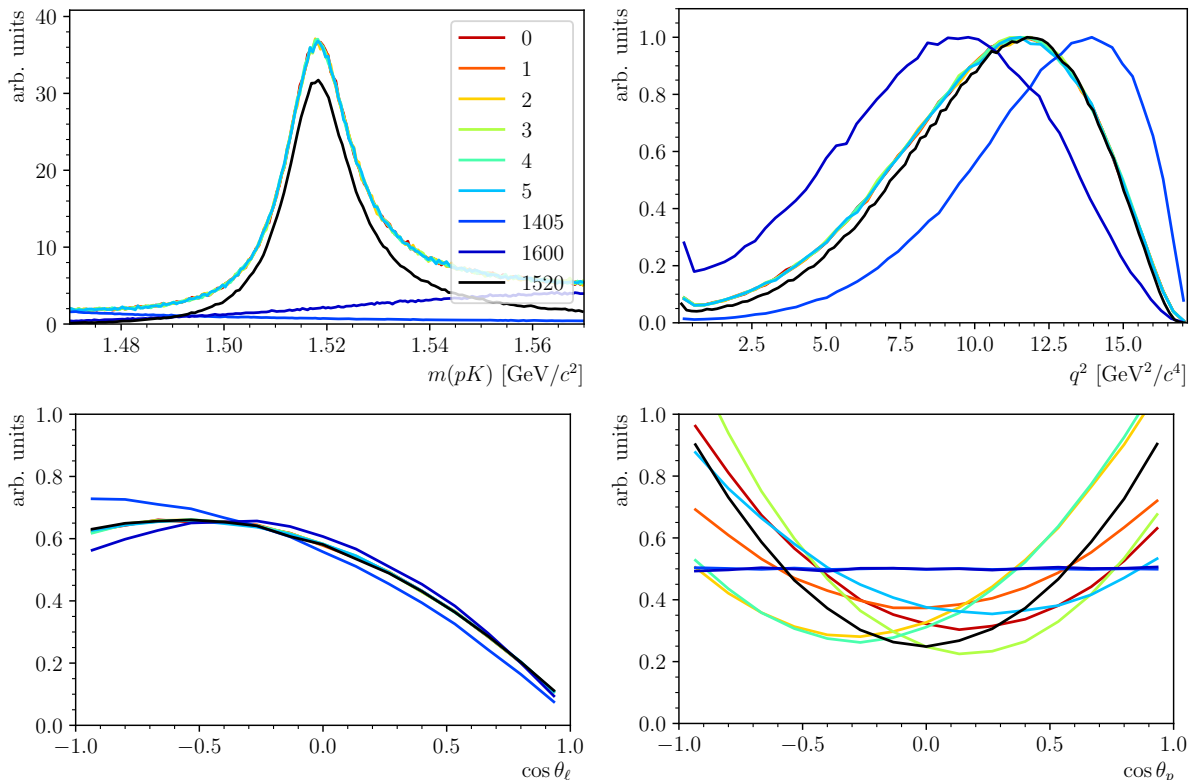 arb. units
40
30
20
10
0
1.48 1.50 1.52 1.54 1.56
m(pK) [GeV/c²]
0
1
2
3
4
5
1405
1600
1520
arb. units
1.0
0.8
0.6
0.4
0.2
0.0
2.5 5.0 7.5 10.0 12.5 15.0
q² [GeV²/c⁴]
arb. units
1.0
0.8
0.6
0.4
0.2
0.0
−1.0 −0.5 0.0 0.5 1.0
cos θℓ
arb. units
1.0
0.8
0.6
0.4
0.2
0.0
−1.0 −0.5 0.0 0.5 1.0
cos θp